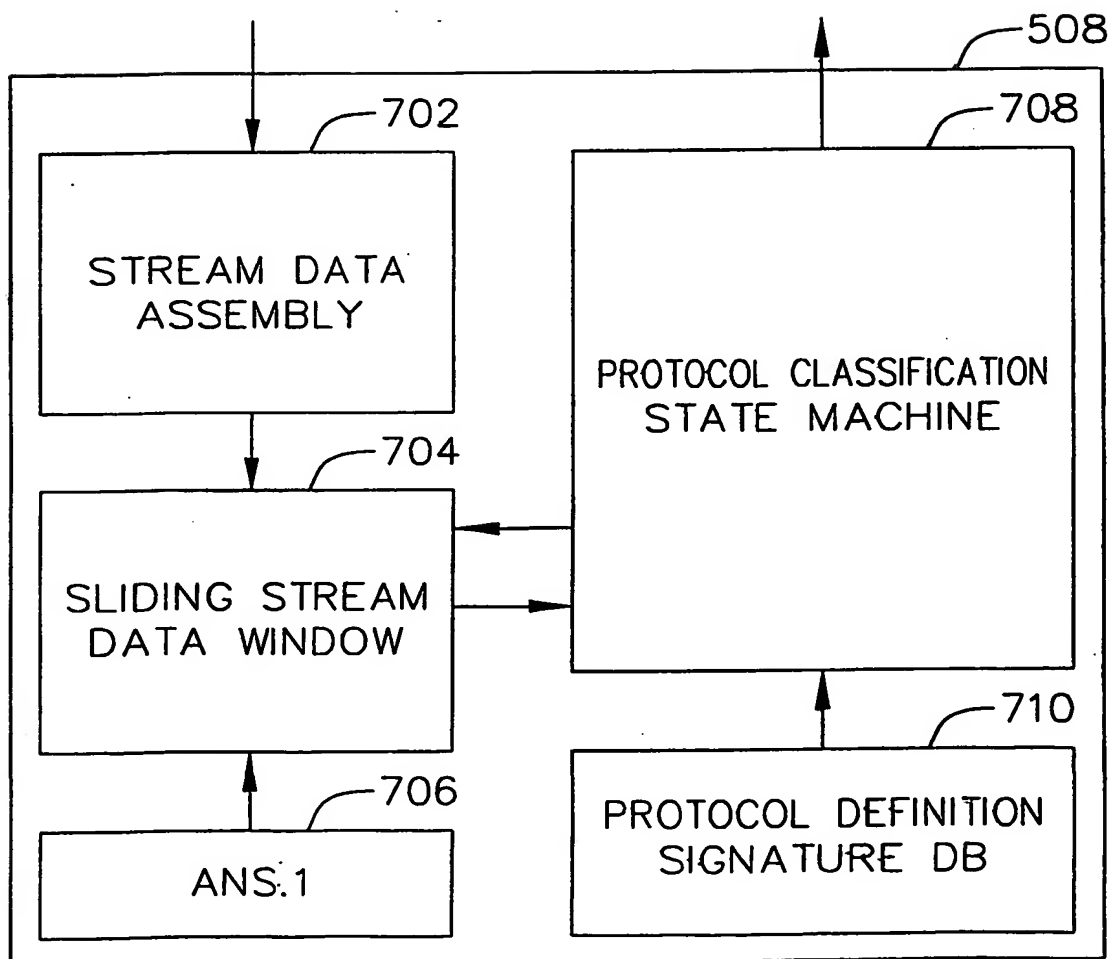 508
702
STREAM DATA
ASSEMBLY
704
SLIDING STREAM
DATA WINDOW
706
ANS.1
708
PROTOCOL CLASSIFICATION
STATE MACHINE
710
PROTOCOL DEFINITION
SIGNATURE DB